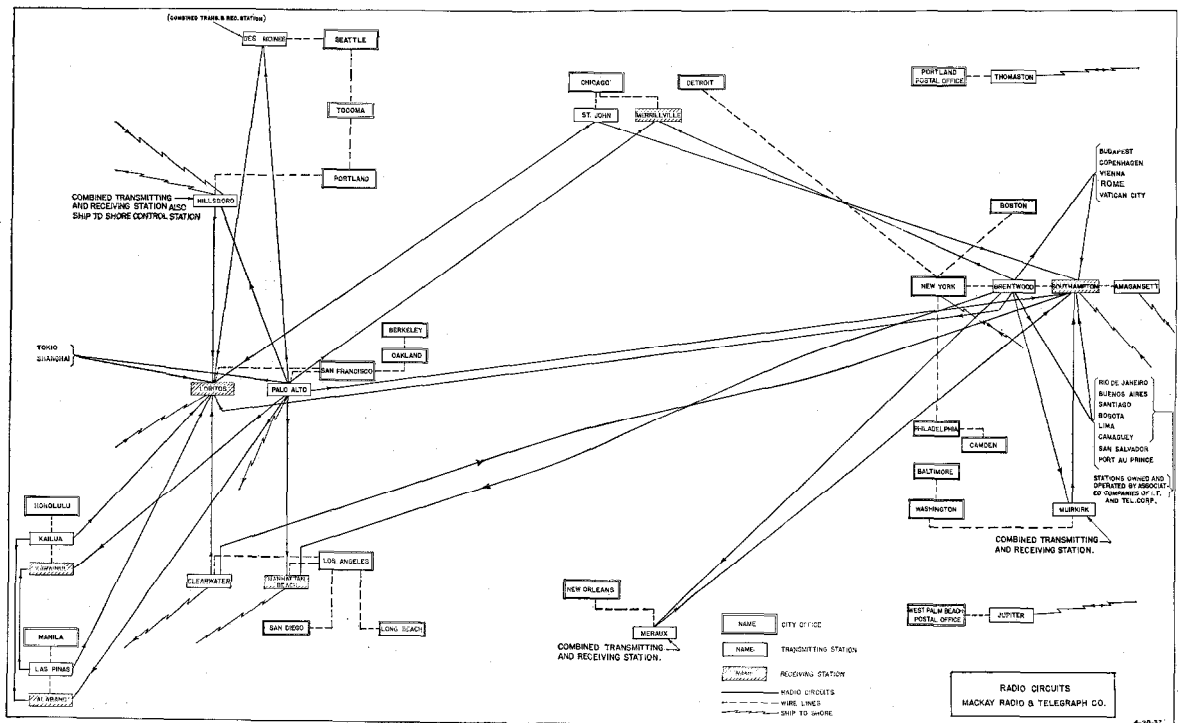 (COMBINED TRANS. & REC. STATION)
DES MOINES
SEATTLE
TOCOMA
PORTLAND
HILLSBORO
COMBINED TRANSMITTING
AND RECEIVING STATION ALSO
SHIP TO SHORE CONTROL STATION
CHICAGO
ST. JOHN
MERRILLVILLE
DETROIT
PORTLAND
POSTAL OFFICE
THOMASTON
BUDAPEST
COPENHAGEN
VIENNA
ROME
VATICAN CITY
BOSTON
NEW YORK
BRENTWOOD
SOUTHAMPTON
AMAGANSETT
TOKIO
SHANGHAI
BERKELEY
OAKLAND
SAN FRANCISCO
LOBITOS
PALO ALTO
RIO DE JANEIRO
BUENOS AIRES
SANTIAGO
BOGOTA
LIMA
CAMAGUEY
SAN SALVADOR
PORT AU PRINCE
STATIONS OWNED AND
OPERATED BY ASSOCIAT-
ED COMPANIES OF I.T.
AND TEL. CORP.
PHILADELPHIA
CAMDEN
BALTIMORE
WASHINGTON
MUIRKIRK
COMBINED TRANSMITTING
AND RECEIVING STATION.
HONOLULU
KAILUA
CLEARWATER
MANHATTAN
BEACH
LOS ANGELES
SAN DIEGO
LONG BEACH
MANILA
LAS PINAS
ALABANG
NEW ORLEANS
MERAUX
COMBINED TRANSMITTING
AND RECEIVING STATION.
WEST PALM BEACH
POSTAL OFFICE
JUPITER
NAME CITY OFFICE
NAME TRANSMITTING STATION
NAME RECEIVING STATION
RADIO CIRCUITS
WIRE LINES
SHIP TO SHORE
RADIO CIRCUITS
MACKAY RADIO & TELEGRAPH CO.